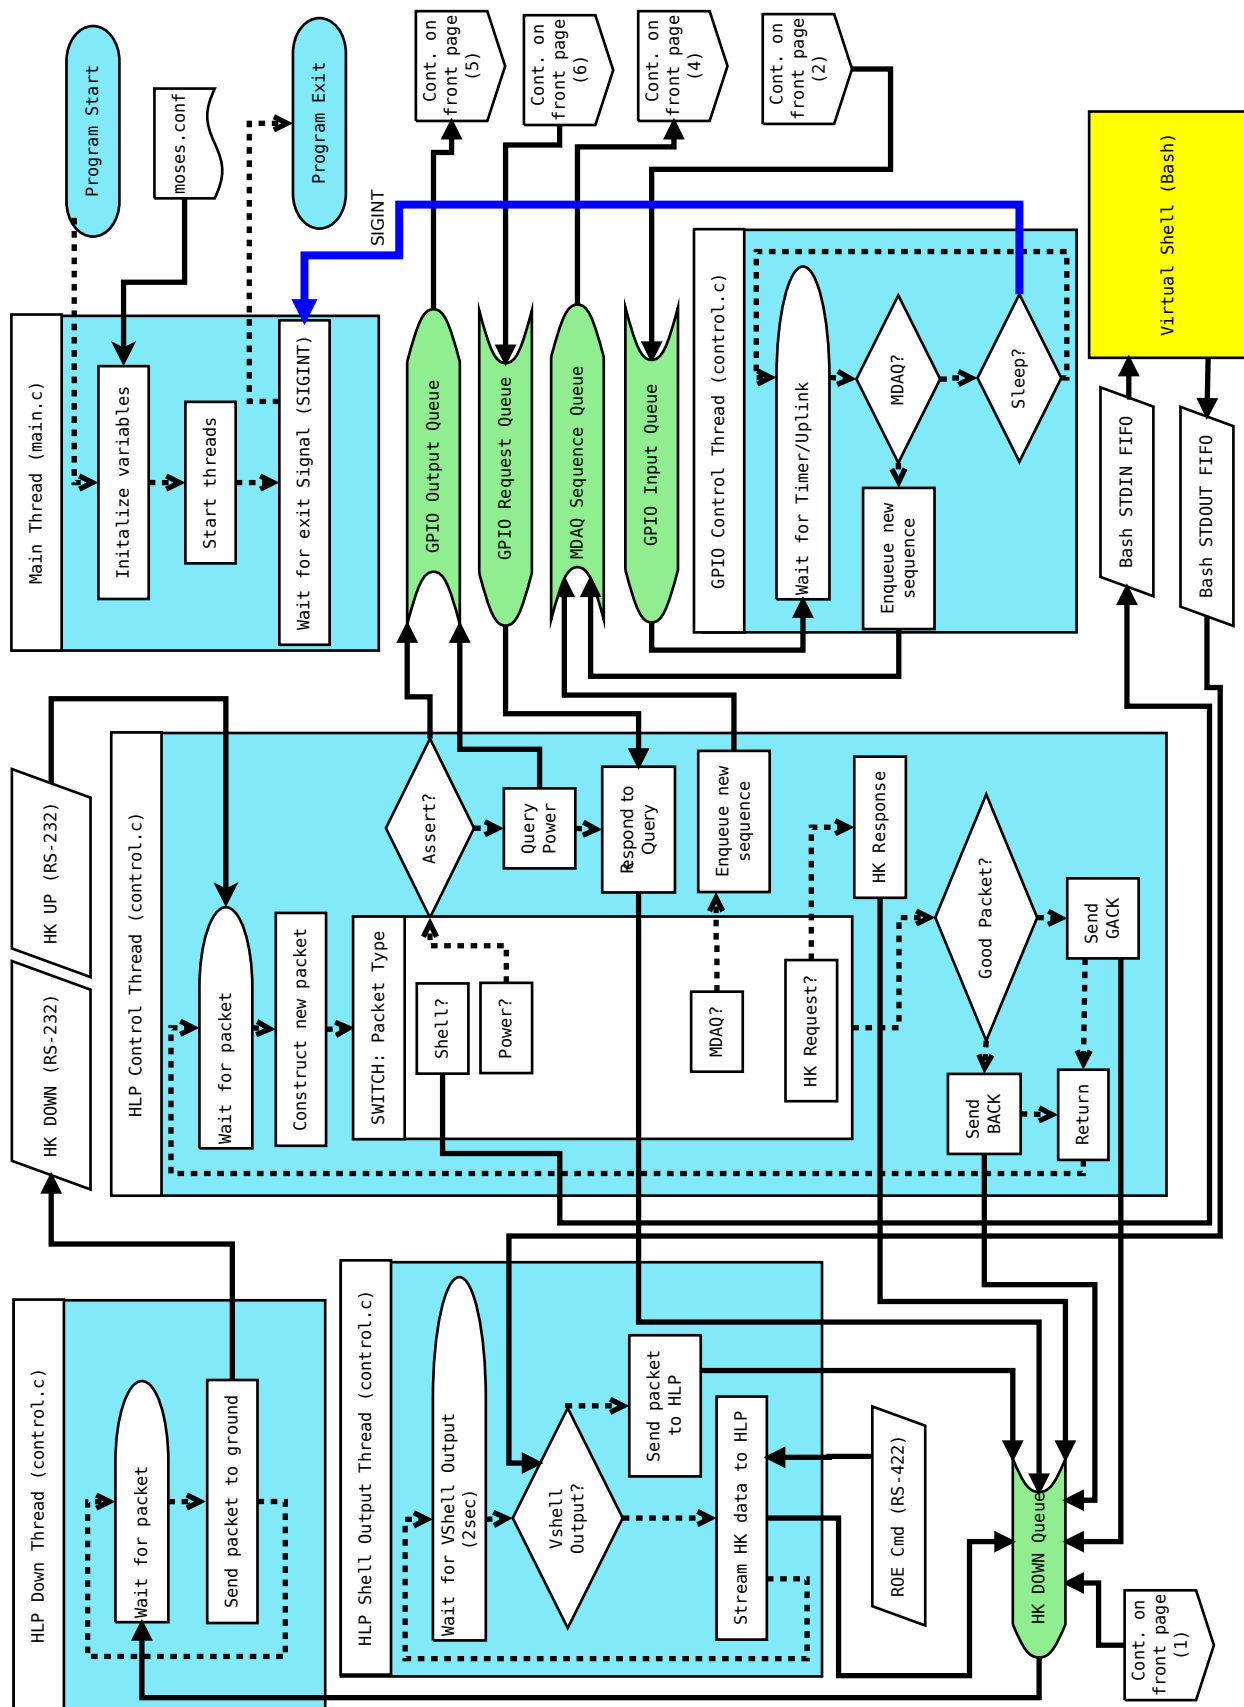 HLP Down Thread (control.c)
Wait for packet
Send packet to ground
HLP Shell Output Thread (control.c)
Wait for VShell Output
(2sec)
Vshell
Output?
Send packet
to HLP
Stream HK data to HLP
ROE Cmd (RS-422)
HK DOWN Queue
Cont. on
front page
(1)
HK DOWN (RS-232)
HK UP (RS-232)
HLP Control Thread (control.c)
Wait for packet
Construct new packet
SWITCH: Packet Type
Shell?
Power?
MDAQ?
HK Request?
Assert?
Query
Power
Respond to
Query
Enqueue new
sequence
HK Response
Good Packet?
Send
BACK
Send
GACK
Return
Main Thread (main.c)
Initalize variables
Start threads
Wait for exit Signal (SIGINT)
Program Start
moses.conf
Program Exit
SIGINT
GPIO Output Queue
GPIO Request Queue
MDAQ Sequence Queue
GPIO Input Queue
Cont. on
front page
(5)
Cont. on
front page
(6)
Cont. on
front page
(4)
Cont. on
front page
(2)
GPIO Control Thread (control.c)
Wait for Timer/Uplink
MDAQ?
Enqueue new
sequence
Sleep?
Bash STDIN FIFO
Bash STDOUT FIFO
Virtual Shell (Bash)